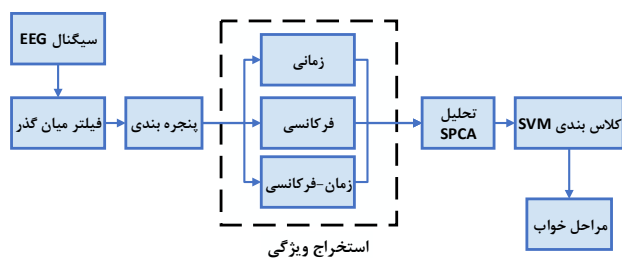 سیگنال EEG
فیلتر میان گذر
پنجره بندی
زمانی
فرکانسی
زمان-فرکانسی
استخراج ویژگی
تحلیل
SPCA
کلاس بندی SVM
مراحل خواب